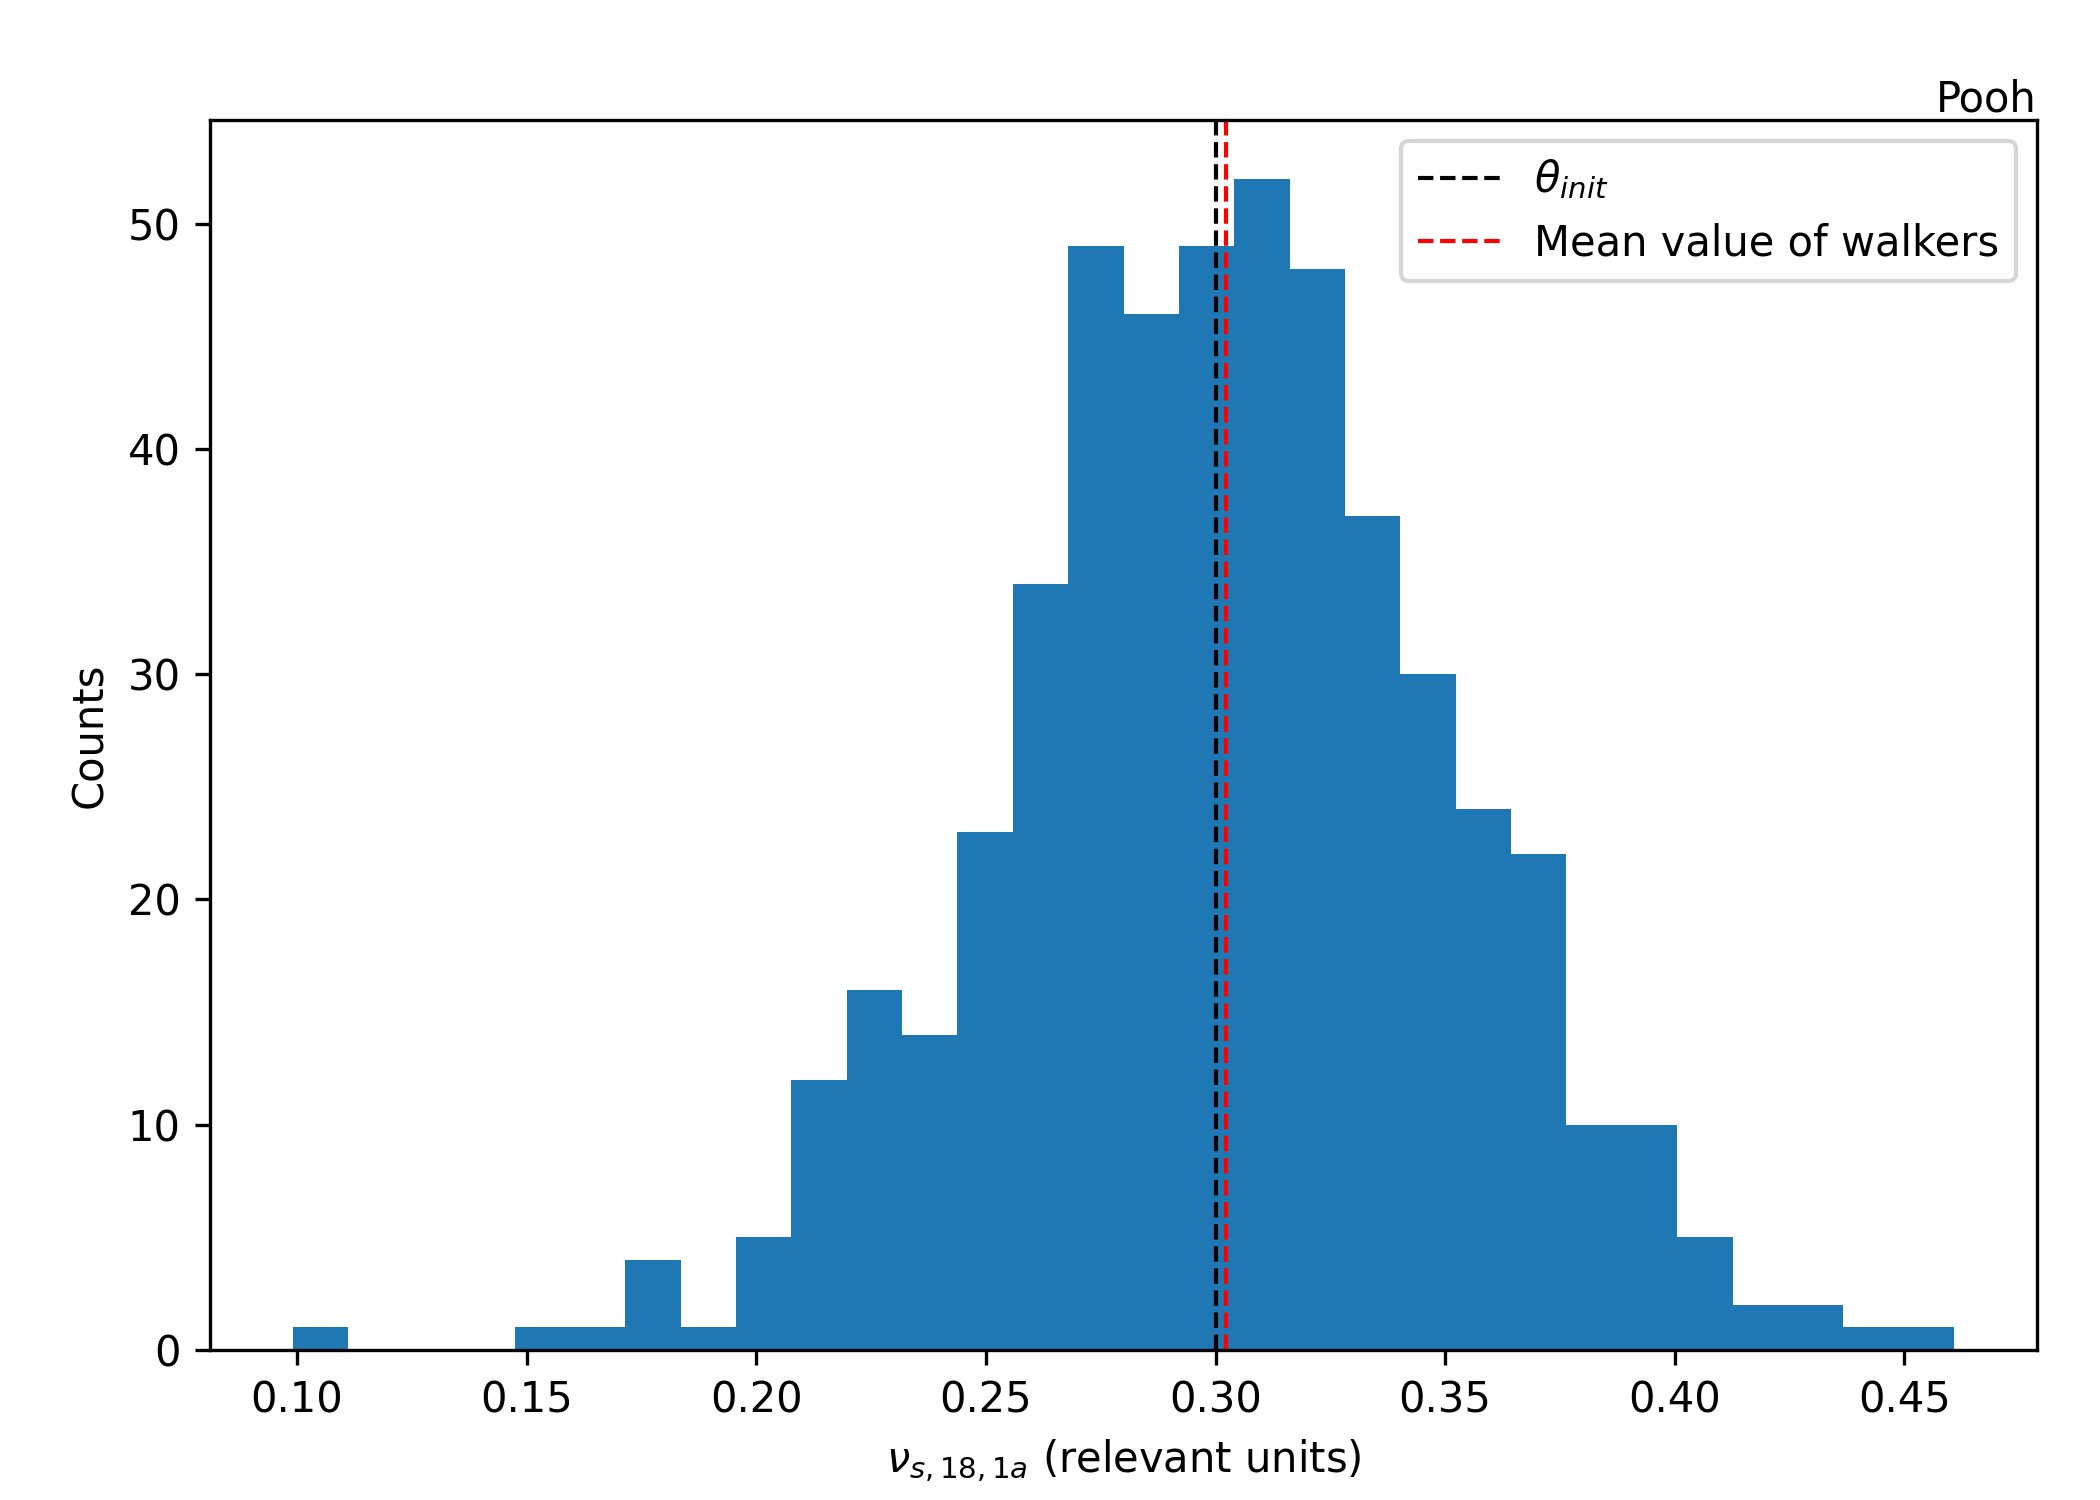 Pooh
θ_init
Mean value of walkers
50
40
30
20
10
0
Counts
0.10 0.15 0.20 0.25 0.30 0.35 0.40 0.45
ν_s,18,1a (relevant units)